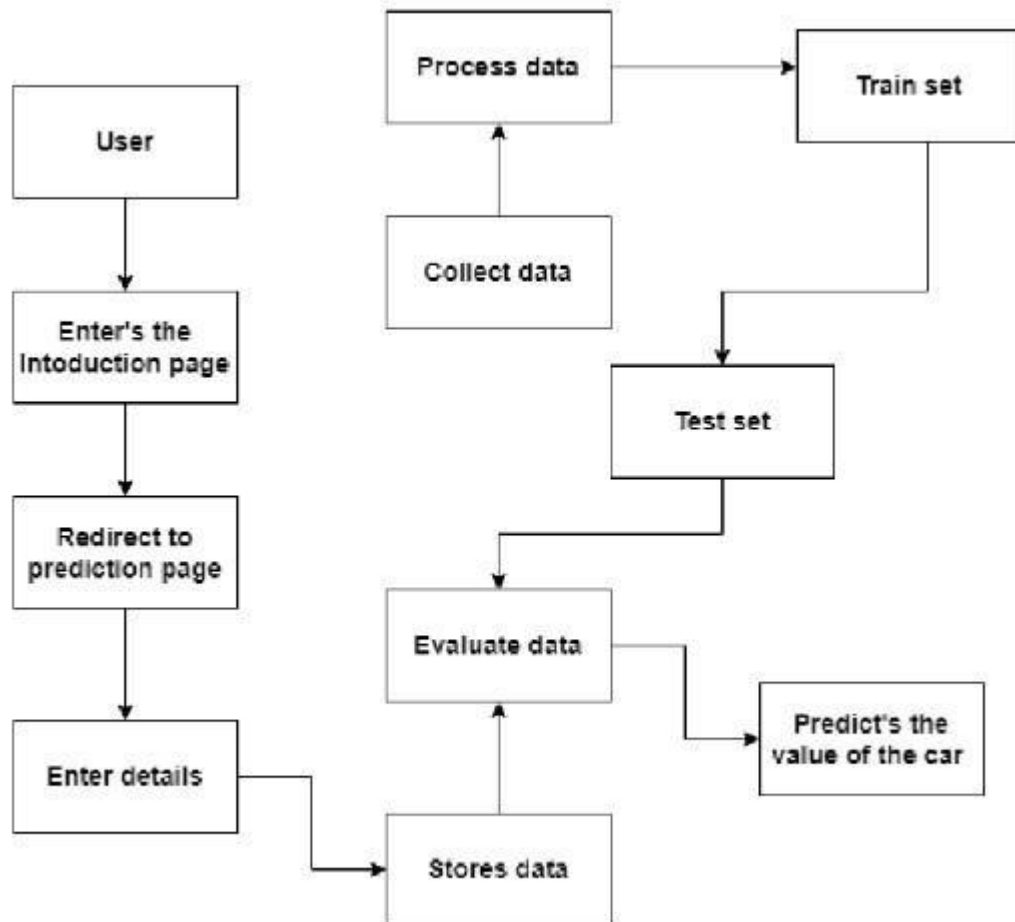 User
Enter's the
Intoduction page
Redirect to
prediction page
Enter details
Process data
Collect data
Train set
Test set
Evaluate data
Stores data
Predict's the
value of the car